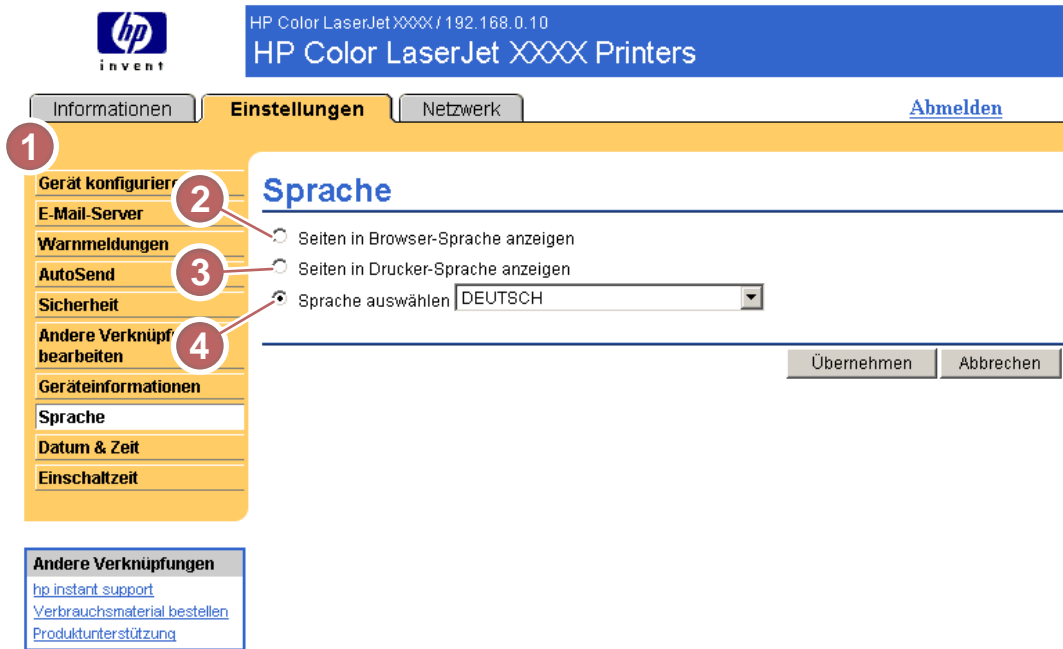 hp
invent
HP Color LaserJet XXXX / 192.168.0.10
HP Color LaserJet XXXX Printers
Informationen
Einstellungen
Netzwerk
Abmelden
1
Gerät konfigurieren
E-Mail-Server
Warnmeldungen
AutoSend
Sicherheit
Andere Verknüpf
bearbeiten
Geräteinformationen
Sprache
Datum & Zeit
Einschaltzeit
Sprache
2
Seiten in Browser-Sprache anzeigen
3
Seiten in Drucker-Sprache anzeigen
4
Sprache auswählen DEUTSCH
Übernehmen
Abbrechen
Andere Verknüpfungen
hp instant support
Verbrauchsmaterial bestellen
Produktunterstützung